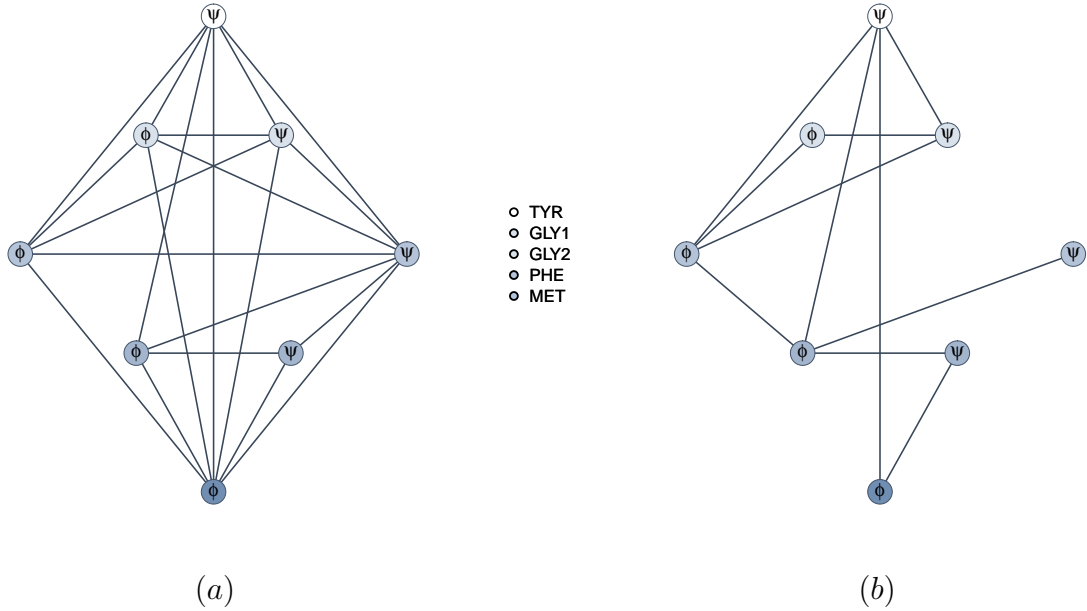 ψ ψ
ϕ ψ ϕ ψ
TYR
GLY1
GLY2
PHE
MET
ϕ ψ ϕ ψ
ϕ ψ ϕ ψ
ϕ ϕ
(a) (b)